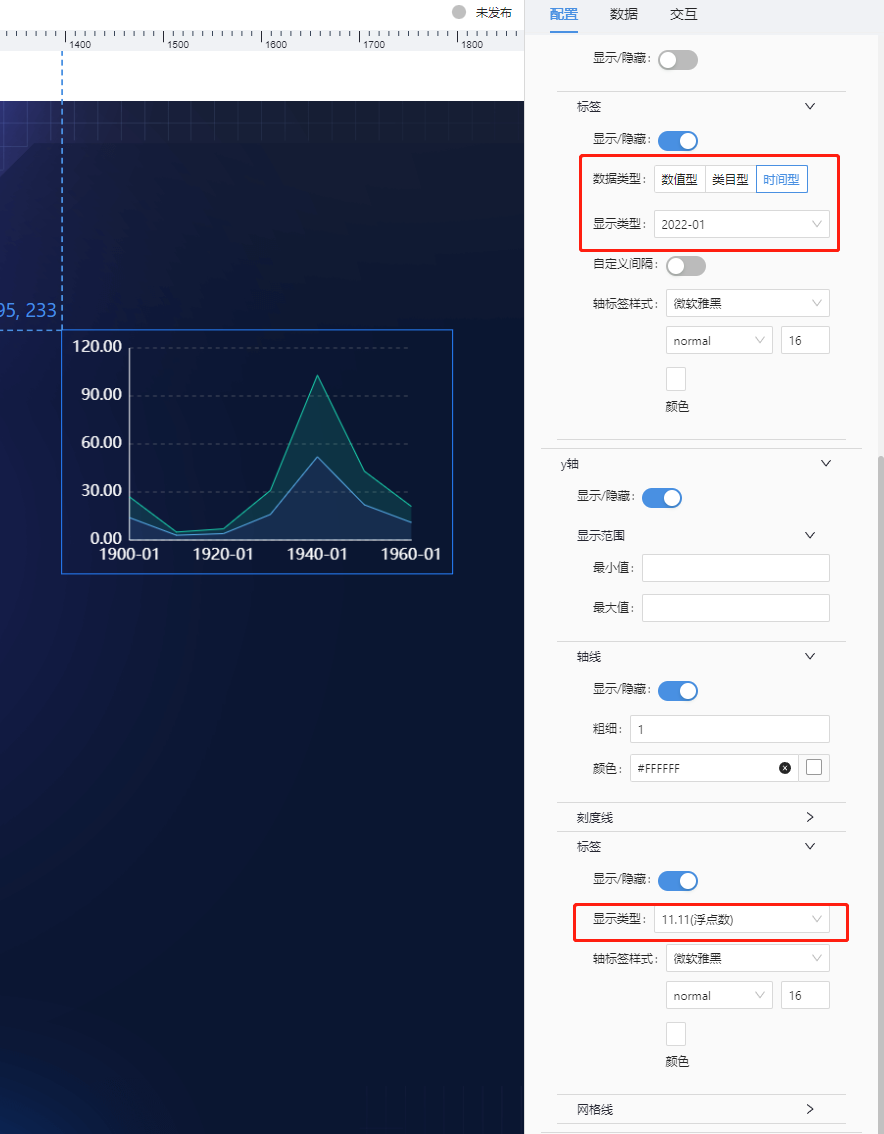 未发布
1400
1500
1600
1700
1800
95, 233
120.00
90.00
60.00
30.00
0.00
1900-01
1920-01
1940-01
1960-01
配置
数据
交互
显示/隐藏:
标签
显示/隐藏:
数据类型: 数值型 类目型 时间型
显示类型: 2022-01
自定义间隔:
轴标签样式: 微软雅黑
normal 16
颜色
y轴
显示/隐藏:
显示范围
最小值:
最大值:
轴线
显示/隐藏:
粗细: 1
颜色: #FFFFFF
刻度线
标签
显示/隐藏:
显示类型: 11.11(浮点数)
轴标签样式: 微软雅黑
normal 16
颜色
网格线